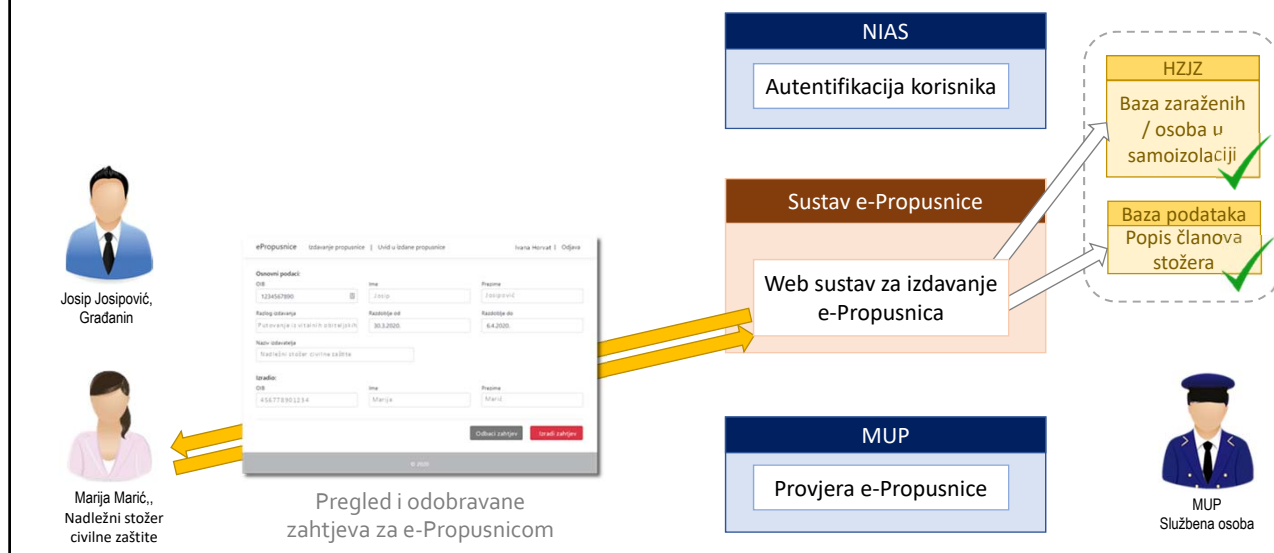 NIAS
Autentifikacija korisnika
HZJZ
Baza zaraženih
/ osoba u
samoizolaciji
Baza podataka
Popis članova
stožera
Sustav e-Propusnice
Web sustav za izdavanje
e-Propusnica
Josip Josipović,
Građanin
ePropusnice Izdavanje propusnice | Uvid u izdane propusnice Ivana Horvat | Odjava
Osnovni podaci:
OIB Ime Prezime
1234567890 Josip Josipović
Razlog izdavanja Razdoblje od Razdoblje do
Putovanje iz vitalnih obiteljskih 30.3.2020. 6.4.2020.
Naziv izdavatelja
Nadležni stožer civilne zaštite
Izradio:
OIB Ime Prezime
456778901234 Marija Marić
Odbaci zahtjev Izradi zahtjev
© 2020
Pregled i odobravane
zahtjeva za e-Propusnicom
Marija Marić,,
Nadležni stožer
civilne zaštite
MUP
Provjera e-Propusnice
MUP
Službena osoba